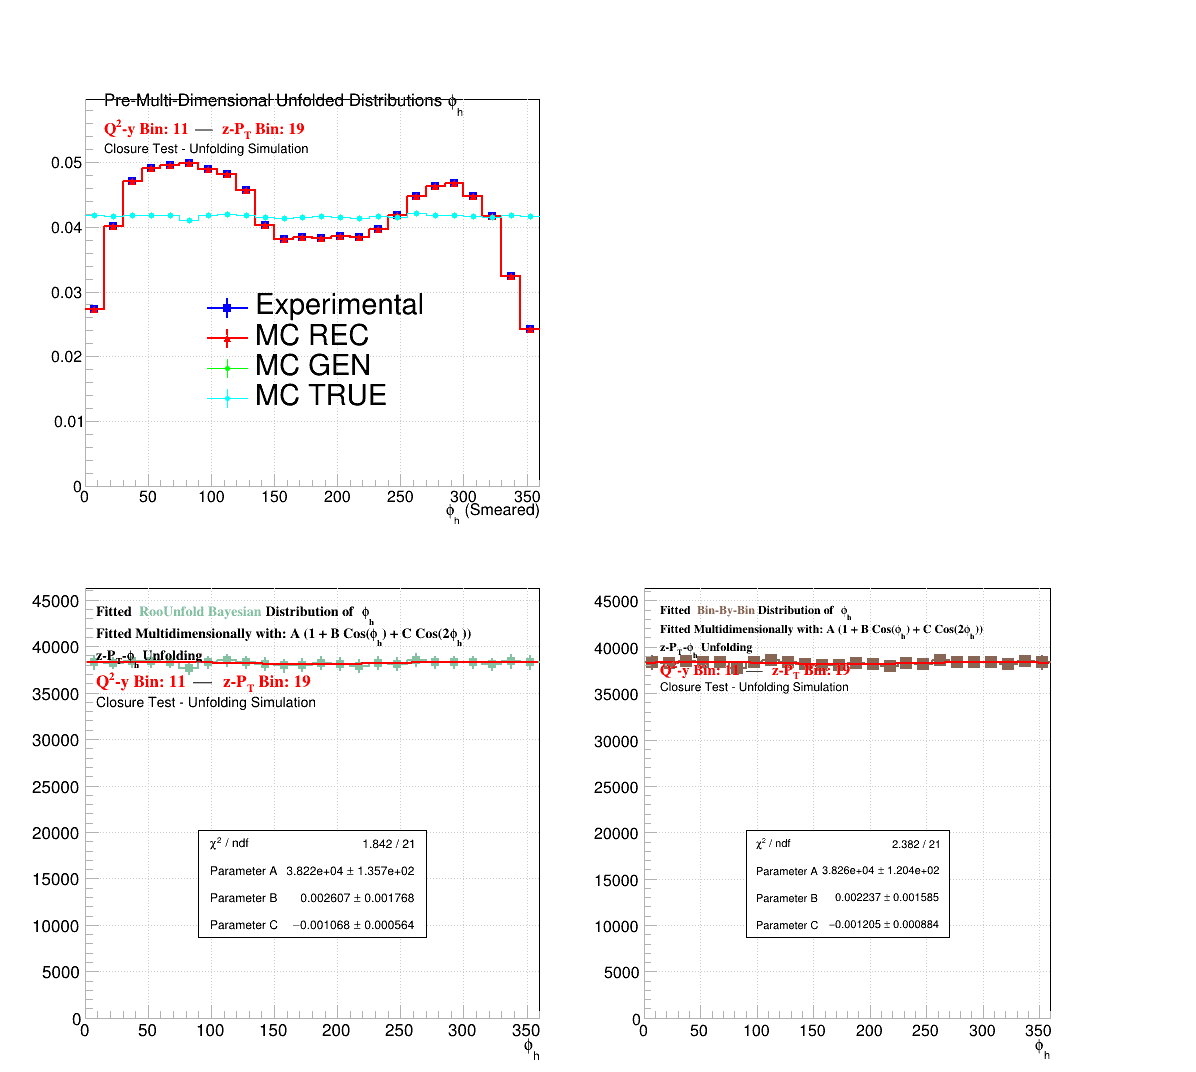 Pre-Multi-Dimensional Unfolded Distributions ϕh
Q2-y Bin: 11 — z-PT Bin: 19
Closure Test - Unfolding Simulation
0.05
0.04
0.03
0.02
0.01
0
Experimental
MC REC
MC GEN
MC TRUE
0 50 100 150 200 250 300 350
ϕh (Smeared)
45000
40000
35000
30000
25000
20000
15000
10000
5000
0
Fitted RooUnfold Bayesian Distribution of ϕh
Fitted Multidimensionally with: A (1 + B Cos(ϕh) + C Cos(2ϕh))
z-PT-ϕh Unfolding
Q2-y Bin: 11 — z-PT Bin: 19
Closure Test - Unfolding Simulation
χ2 / ndf 1.842 / 21
Parameter A 3.822e+04 ± 1.357e+02
Parameter B 0.002607 ± 0.001768
Parameter C −0.001068 ± 0.000564
0 50 100 150 200 250 300 350
ϕh
45000
40000
35000
30000
25000
20000
15000
10000
5000
0
Fitted Bin-By-Bin Distribution of ϕh
Fitted Multidimensionally with: A (1 + B Cos(ϕh) + C Cos(2ϕh))
z-PT-ϕh Unfolding
Q2-y Bin: 11 — z-PT Bin: 19
Closure Test - Unfolding Simulation
χ2 / ndf 2.382 / 21
Parameter A 3.826e+04 ± 1.204e+02
Parameter B 0.002237 ± 0.001585
Parameter C −0.001205 ± 0.000884
0 50 100 150 200 250 300 350
ϕh